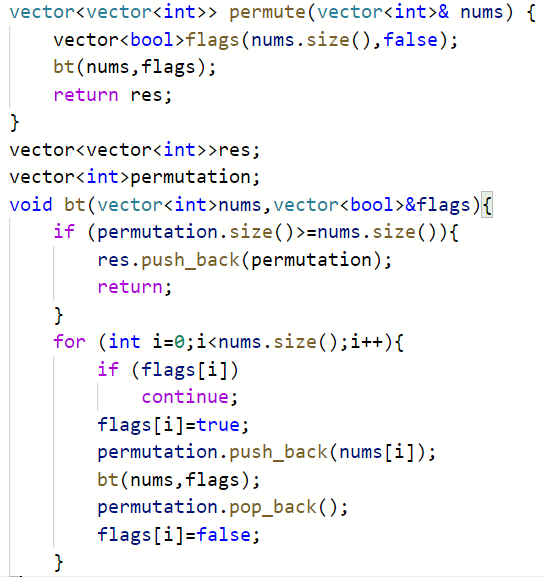 vector<vector<int>> permute(vector<int>& nums) {
    vector<bool>flags(nums.size(),false);
    bt(nums,flags);
    return res;
}
vector<vector<int>>res;
vector<int>permutation;
void bt(vector<int>nums,vector<bool>&flags){
    if (permutation.size()>=nums.size()){
        res.push_back(permutation);
        return;
    }
    for (int i=0;i<nums.size();i++){
        if (flags[i])
            continue;
        flags[i]=true;
        permutation.push_back(nums[i]);
        bt(nums,flags);
        permutation.pop_back();
        flags[i]=false;
    }